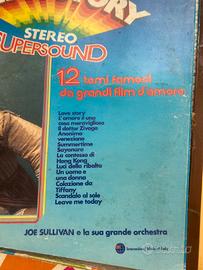 STORY
STEREO
SUPERSOUND
12 temi famosi
da grandi film d'amore
Love story
L'amore è una
cosa meravigliosa
Il dottor Zivago
Anonimo
veneziano
Summertime
Sayonara
La contessa di
Hong Kong
Luci della ribalta
Un uomo e
una donna
Colazione da
Tiffany
Scandalo al sole
Leave me today
JOE SULLIVAN e la sua grande orchestra